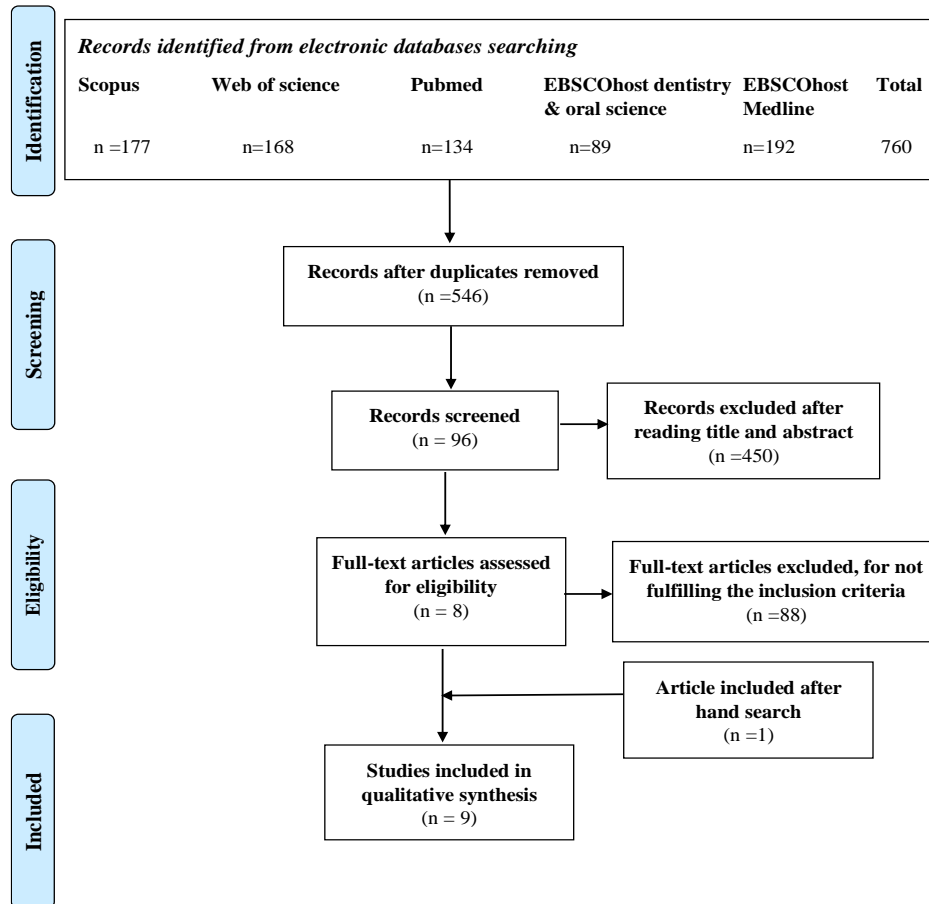 Identification
Records identified from electronic databases searching
Scopus Web of science Pubmed EBSCOhost dentistry & oral science EBSCOhost Medline Total
n =177 n=168 n=134 n=89 n=192 760
Screening
Records after duplicates removed
(n =546)
Records screened
(n = 96)
Records excluded after
reading title and abstract
(n =450)
Eligibility
Full-text articles assessed
for eligibility
(n = 8)
Full-text articles excluded, for not
fulfilling the inclusion criteria
(n =88)
Article included after
hand search
(n =1)
Included
Studies included in
qualitative synthesis
(n = 9)